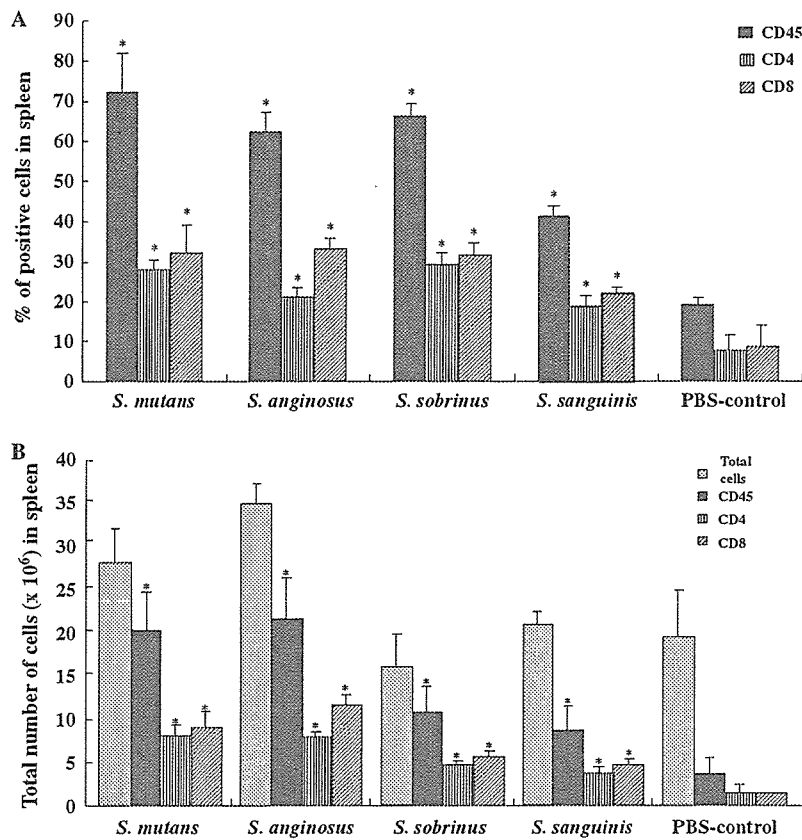 A
% of positive cells in spleen
90
80
70
60
50
40
30
20
10
0
* * * * * * * * * * * *
CD45
CD4
CD8
S. mutans S. anginosus S. sobrinus S. sanguinis PBS-control
B
Total number of cells (x 10⁶) in spleen
40
35
30
25
20
15
10
5
0
* * * * * * * * * * * *
Total
cells
CD45
CD4
CD8
S. mutans S. anginosus S. sobrinus S. sanguinis PBS-control